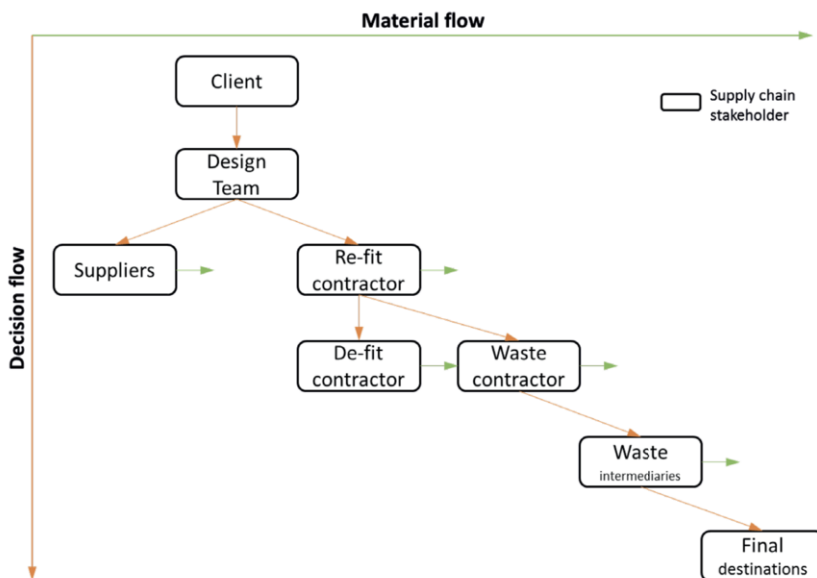 Material flow
Client
Supply chain
stakeholder
Design
Team
Suppliers
Re-fit
contractor
Decision flow
De-fit
contractor
Waste
contractor
Waste
intermediaries
Final
destinations